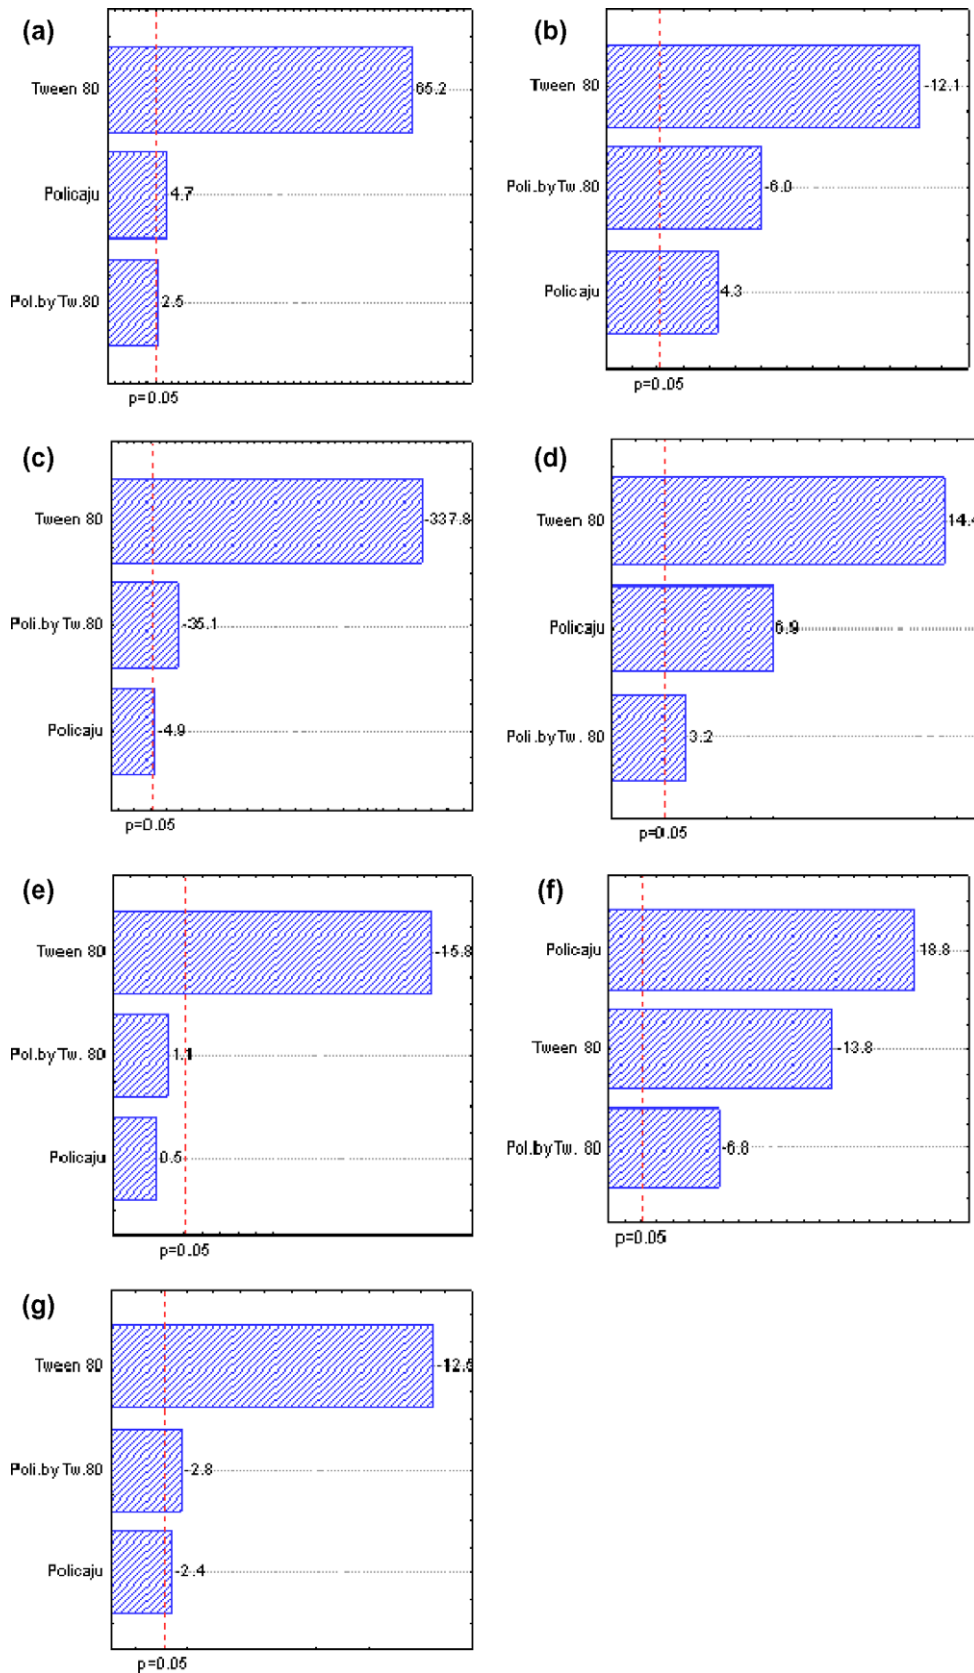 (a)
Tween 80
65.2
Policaju
4.7
Pol.by Tw.80
2.5
p=0.05
(b)
Tween 80
-12.1
Poli.by Tw.80
-6.0
Policaju
4.3
p=0.05
(c)
Tween 80
-337.8
Poli.by Tw.80
-35.1
Policaju
-4.9
p=0.05
(d)
Tween 80
14.4
Policaju
6.9
Poli.by Tw. 80
3.2
p=0.05
(e)
Tween 80
-15.8
Pol.by Tw. 80
1.1
Policaju
0.5
p=0.05
(f)
Policaju
18.8
Tween 80
-13.8
Pol.by Tw. 80
-6.8
p=0.05
(g)
Tween 80
Poli.by Tw.80
-2.8
Policaju
-2.4
p=0.05